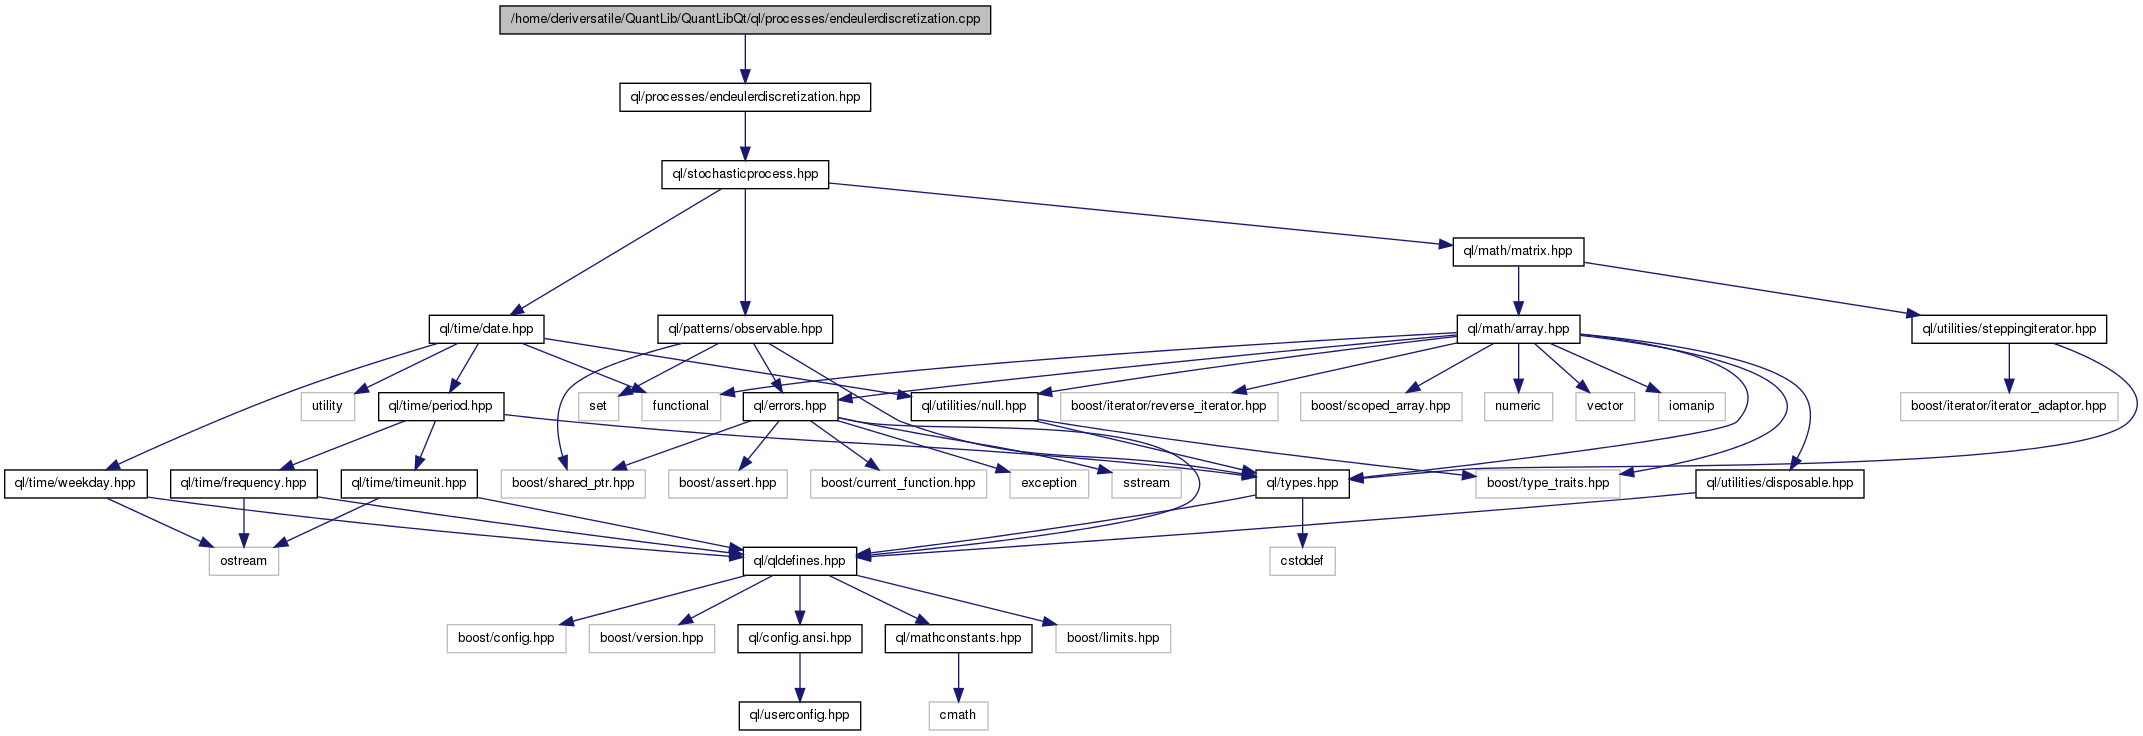 /home/deriversatile/QuantLib/QuantLibQt/ql/processes/endeulerdiscretization.cpp
ql/processes/endeulerdiscretization.hpp
ql/stochasticprocess.hpp
ql/math/matrix.hpp
ql/time/date.hpp
ql/patterns/observable.hpp
ql/math/array.hpp
ql/utilities/steppingiterator.hpp
utility
ql/time/period.hpp
set
functional
ql/errors.hpp
ql/utilities/null.hpp
boost/iterator/reverse_iterator.hpp
boost/scoped_array.hpp
numeric
vector
iomanip
boost/iterator/iterator_adaptor.hpp
ql/time/weekday.hpp
ql/time/frequency.hpp
ql/time/timeunit.hpp
boost/shared_ptr.hpp
boost/assert.hpp
boost/current_function.hpp
exception
sstream
ql/types.hpp
boost/type_traits.hpp
ql/utilities/disposable.hpp
ostream
ql/qldefines.hpp
cstddef
boost/config.hpp
boost/version.hpp
ql/config.ansi.hpp
ql/mathconstants.hpp
boost/limits.hpp
ql/userconfig.hpp
cmath